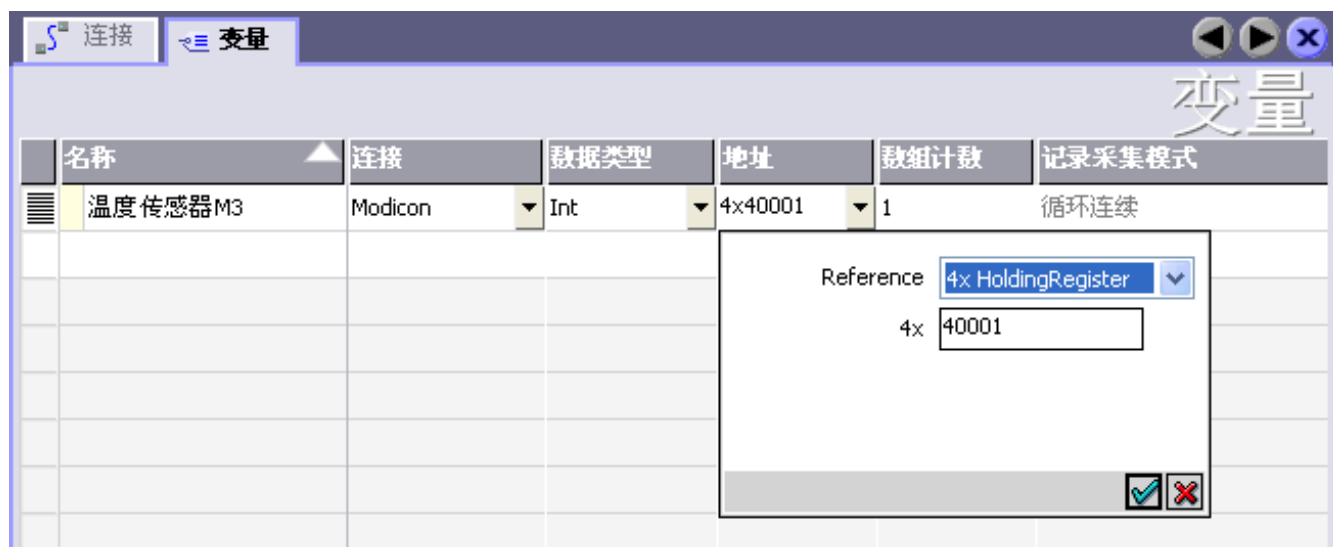 连接 变量
变量
名称 连接 数据类型 地址 数组计数 记录采集模式
温度传感器M3 Modicon Int 4x40001 1 循环连续
Reference 4x HoldingRegister
4x 40001